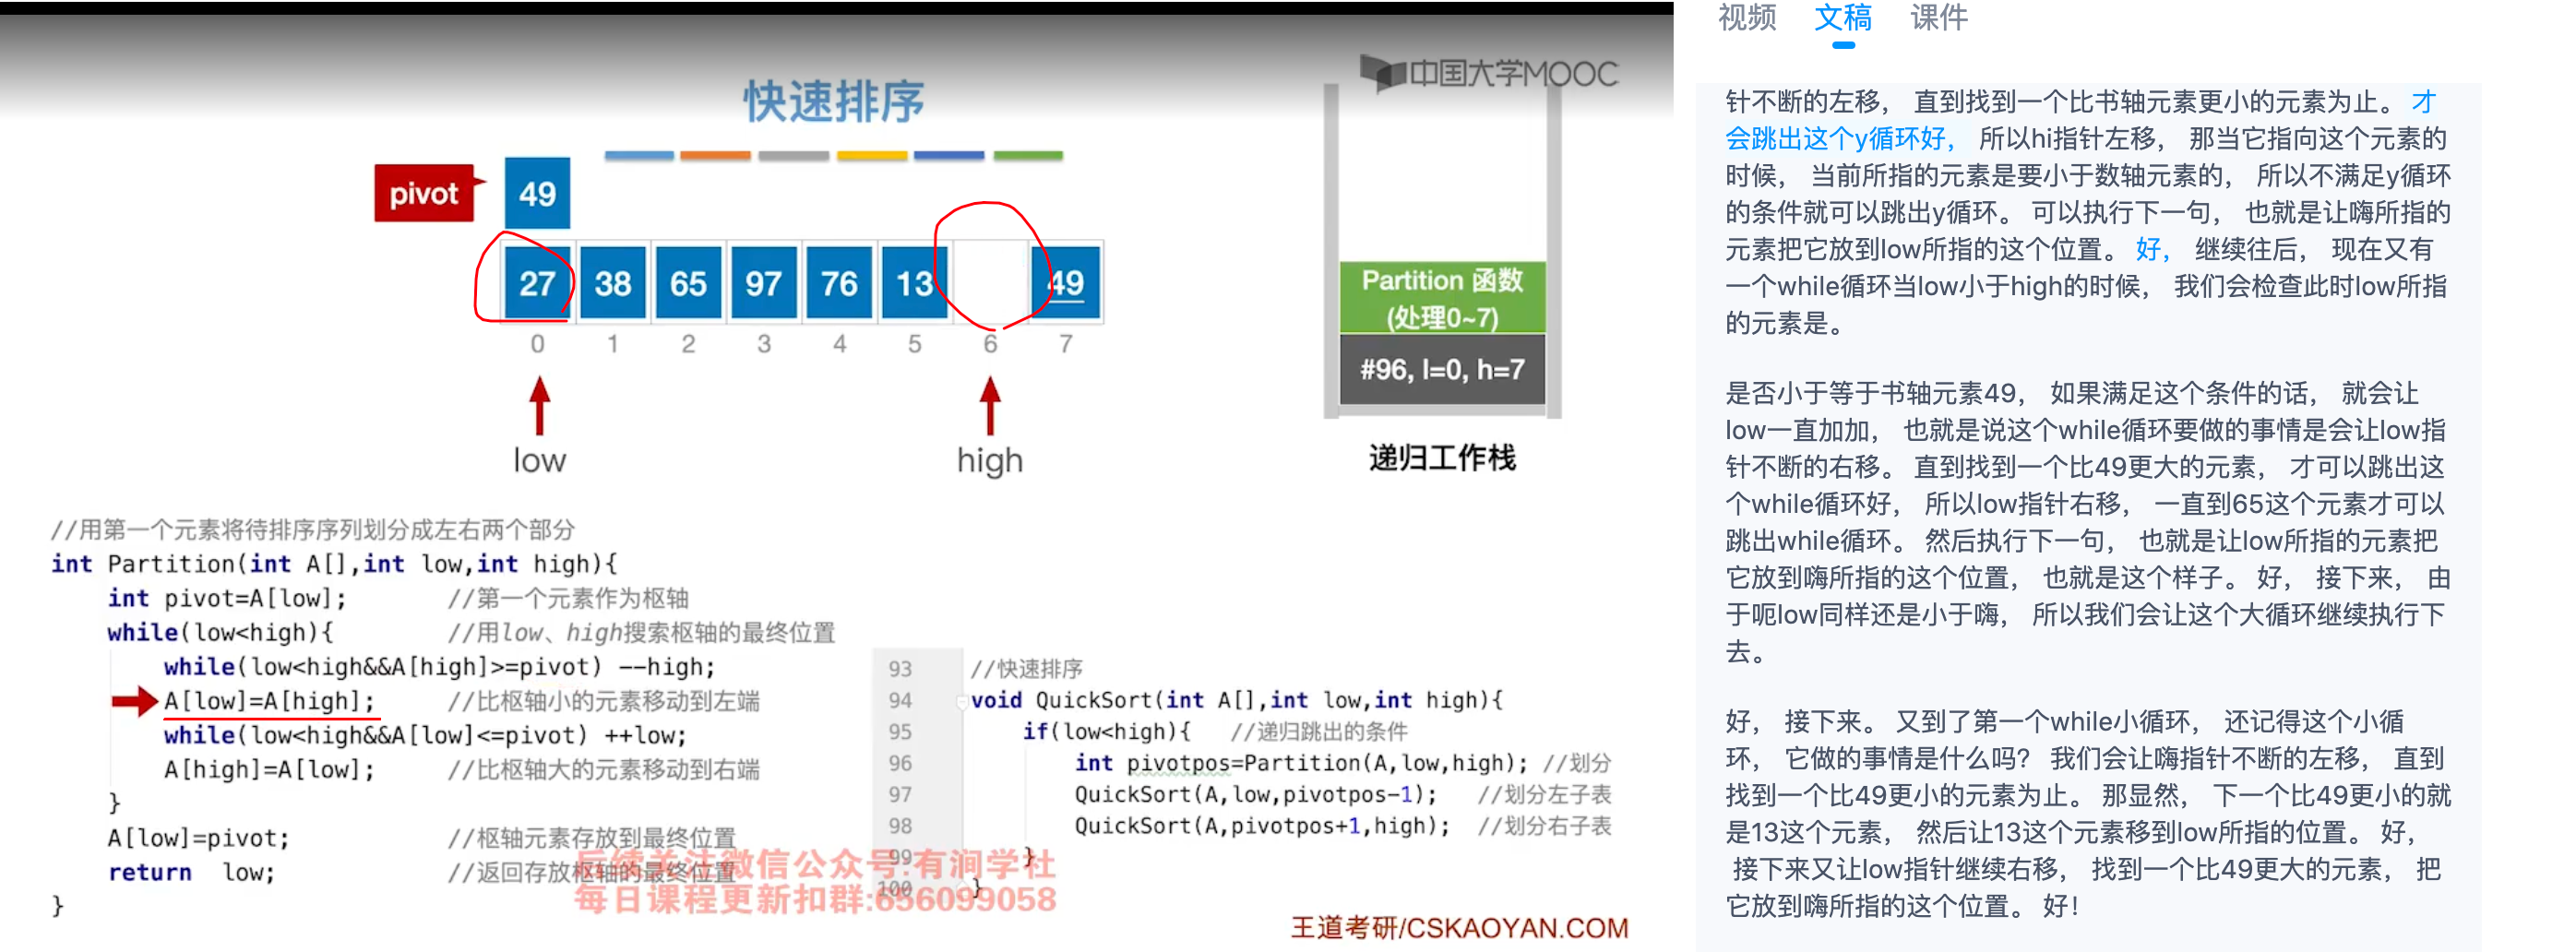 中国大学MOOC
快速排序
pivot
49
27 38 65 97 76 13 49
0 1 2 3 4 5 6 7
low
high
Partition 函数
(处理0~7)
#96, l=0, h=7
递归工作栈
//用第一个元素将待排序序列划分成左右两个部分
int Partition(int A[],int low,int high){
int pivot=A[low]; //第一个元素作为枢轴
while(low<high){ //用low、high搜索枢轴的最终位置
while(low<high&&A[high]>=pivot) --high;
A[low]=A[high]; //比枢轴小的元素移动到左端
while(low<high&&A[low]<=pivot) ++low;
A[high]=A[low]; //比枢轴大的元素移动到右端
}
A[low]=pivot; //枢轴元素存放到最终位置
return low; //返回存放枢轴的最终位置
}
93 //快速排序
94 void QuickSort(int A[],int low,int high){
95 if(low<high){ //递归跳出的条件
96 int pivotpos=Partition(A,low,high); //划分
97 QuickSort(A,low,pivotpos-1); //划分左子表
98 QuickSort(A,pivotpos+1,high); //划分右子表
99 }
100 }
后续关注微信公众号:有涧学社
每日课程更新扣群:656099058
王道考研/CSKAOYAN.COM
视频 文稿 课件
针不断的左移， 直到找到一个比书轴元素更小的元素为止。 才
会跳出这个y循环好， 所以hi指针左移， 那当它指向这个元素的
时候， 当前所指的元素是要小于数轴元素的， 所以不满足y循环
的条件就可以跳出y循环。 可以执行下一句， 也就是让嗨所指的
元素把它放到low所指的这个位置。 好， 继续往后， 现在又有
一个while循环当low小于high的时候， 我们会检查此时low所指
的元素是。
是否小于等于书轴元素49， 如果满足这个条件的话， 就会让
low一直加加， 也就是说这个while循环要做的事情是会让low指
针不断的右移。 直到找到一个比49更大的元素， 才可以跳出这
个while循环好， 所以low指针右移， 一直到65这个元素才可以
跳出while循环。 然后执行下一句， 也就是让low所指的元素把
它放到嗨所指的这个位置， 也就是这个样子。 好， 接下来， 由
于呃low同样还是小于嗨， 所以我们会让这个大循环继续执行下
去。
好， 接下来。 又到了第一个while小循环， 还记得这个小循
环， 它做的事情是什么吗？ 我们会让嗨指针不断的左移， 直到
找到一个比49更小的元素为止。 那显然， 下一个比49更小的就
是13这个元素， 然后让13这个元素移到low所指的位置。 好，
接下来又让low指针继续右移， 找到一个比49更大的元素， 把
它放到嗨所指的这个位置。 好！